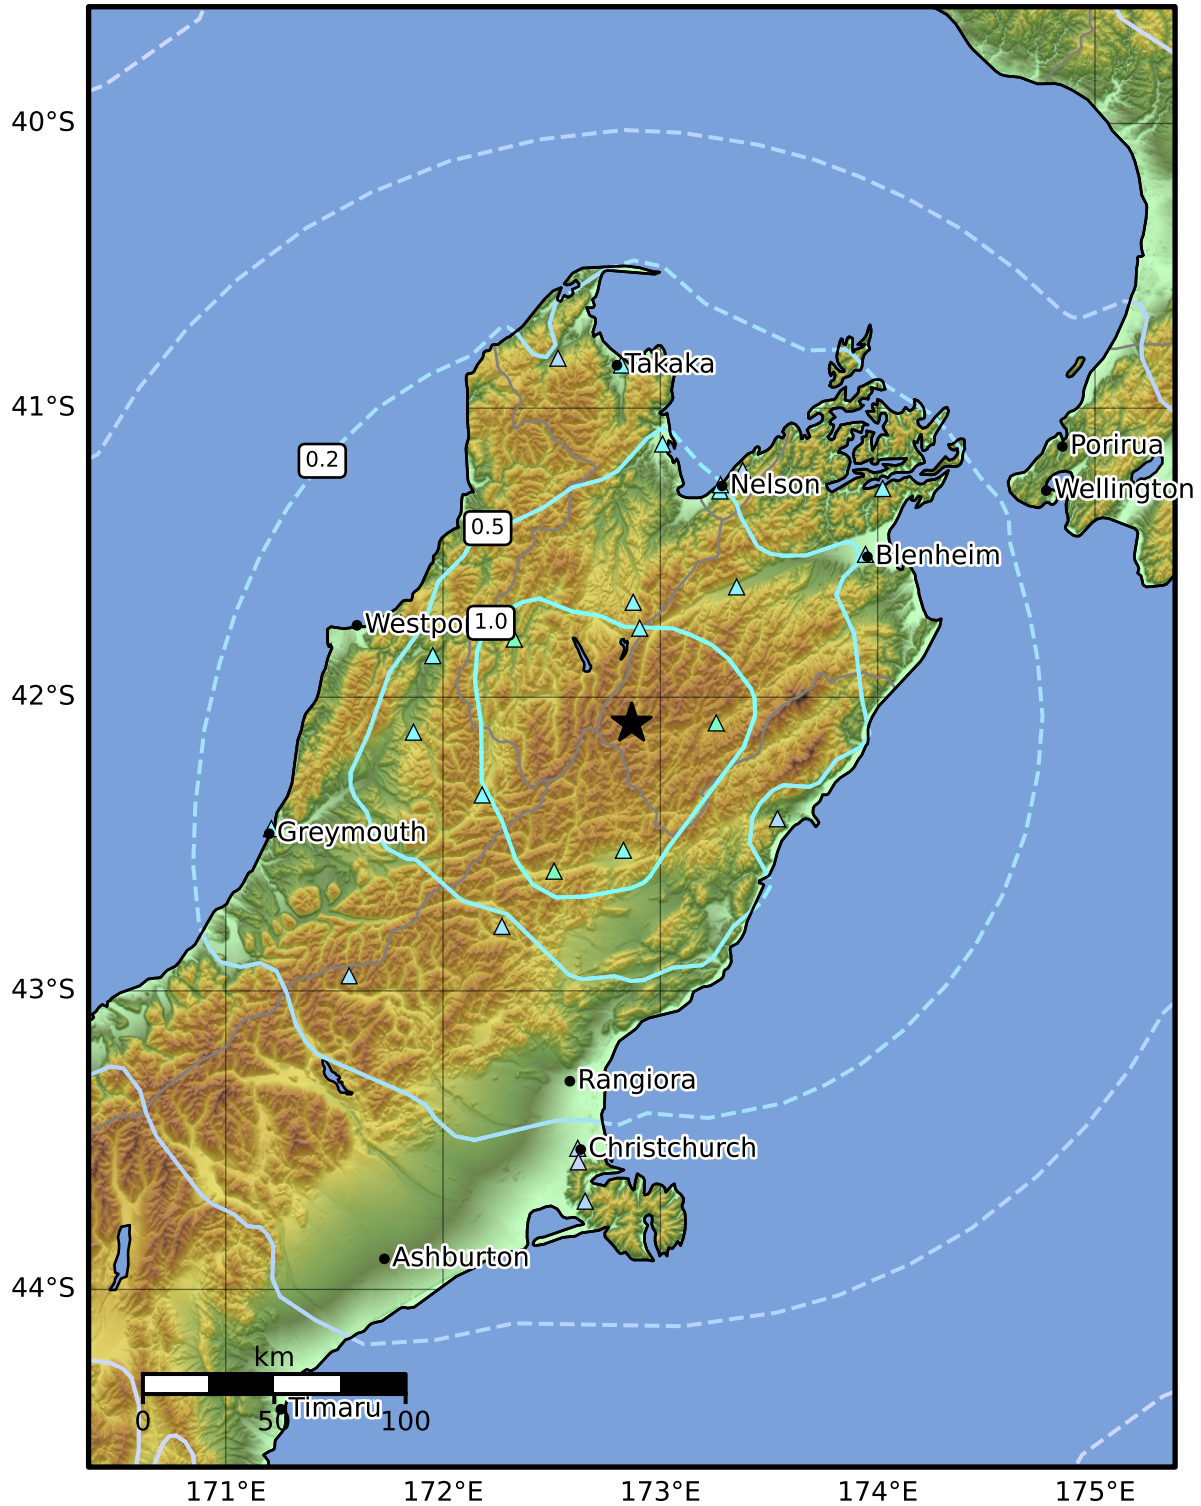 40°S
Takaka
41°S
Porirua
0.2
Nelson
Wellington
0.5
Blenheim
1.0
Westpo
42°S
Greymouth
43°S
Rangiora
Christchurch
Ashburton
44°S
km
Timaru
0 50 100
171°E 172°E 173°E 174°E 175°E